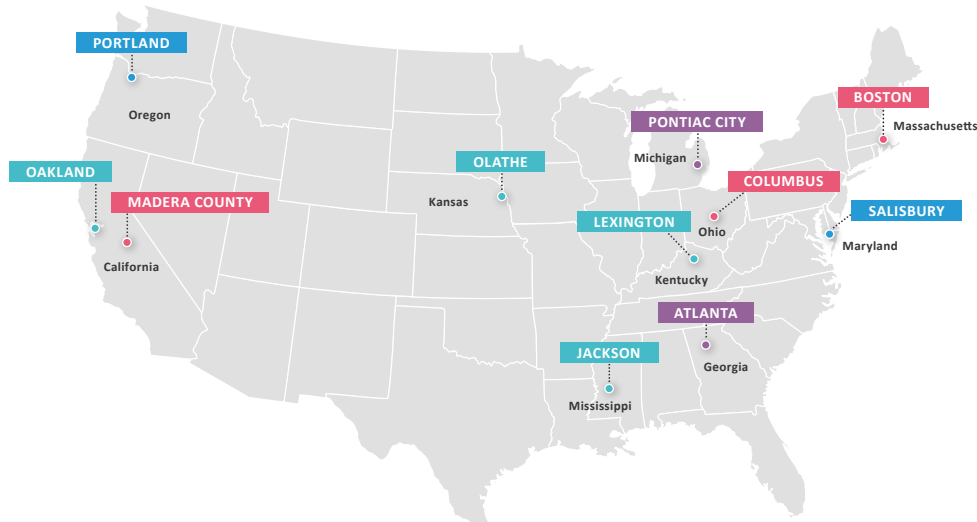 PORTLAND
Oregon
BOSTON
Massachusetts
PONTIAC CITY
Michigan
OLATHE
Kansas
OAKLAND
MADERA COUNTY
California
COLUMBUS
Ohio
SALISBURY
Maryland
LEXINGTON
Kentucky
ATLANTA
Georgia
JACKSON
Mississippi